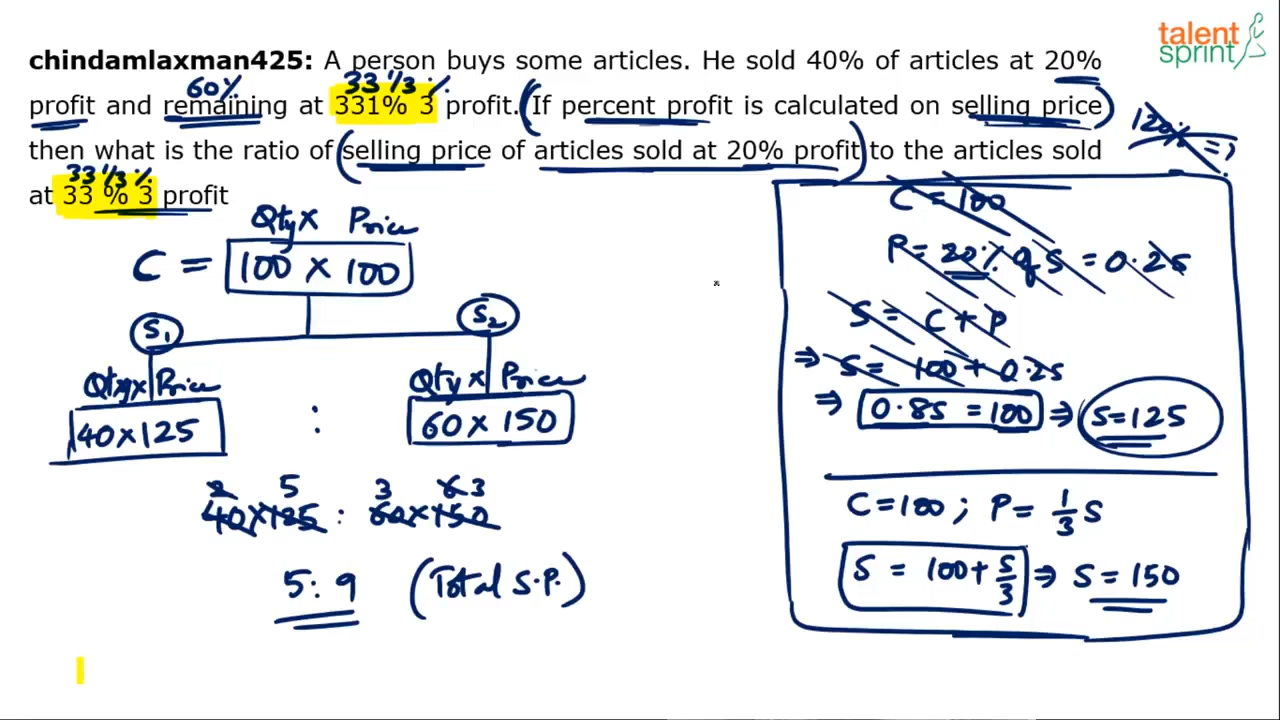 talent
sprint
chindamlaxman425: A person buys some articles. He sold 40% of articles at 20%
60% 33 1/3 %
profit and remaining at 331% 3 profit. (If percent profit is calculated on selling price)
120% = ?
then what is the ratio of (selling price of articles sold at 20% profit) to the articles sold
33 1/3 %
at 33 % 3 profit
Qty x Price
C = 100 x 100
S1 S2
Qty x Price Qty x Price
40 x 125 : 60 x 150
2 5 3 6 3
40 x 125 : 60 x 150
5 : 9 (Total S.P.)
C = 100
P = 20% of S = 0.2S
S = C + P
⇒ S = 100 + 0.2S
⇒ 0.8S = 100 ⇒ S = 125
C = 100 ; P = 1/3 S
S = 100 + S/3 ⇒ S = 150